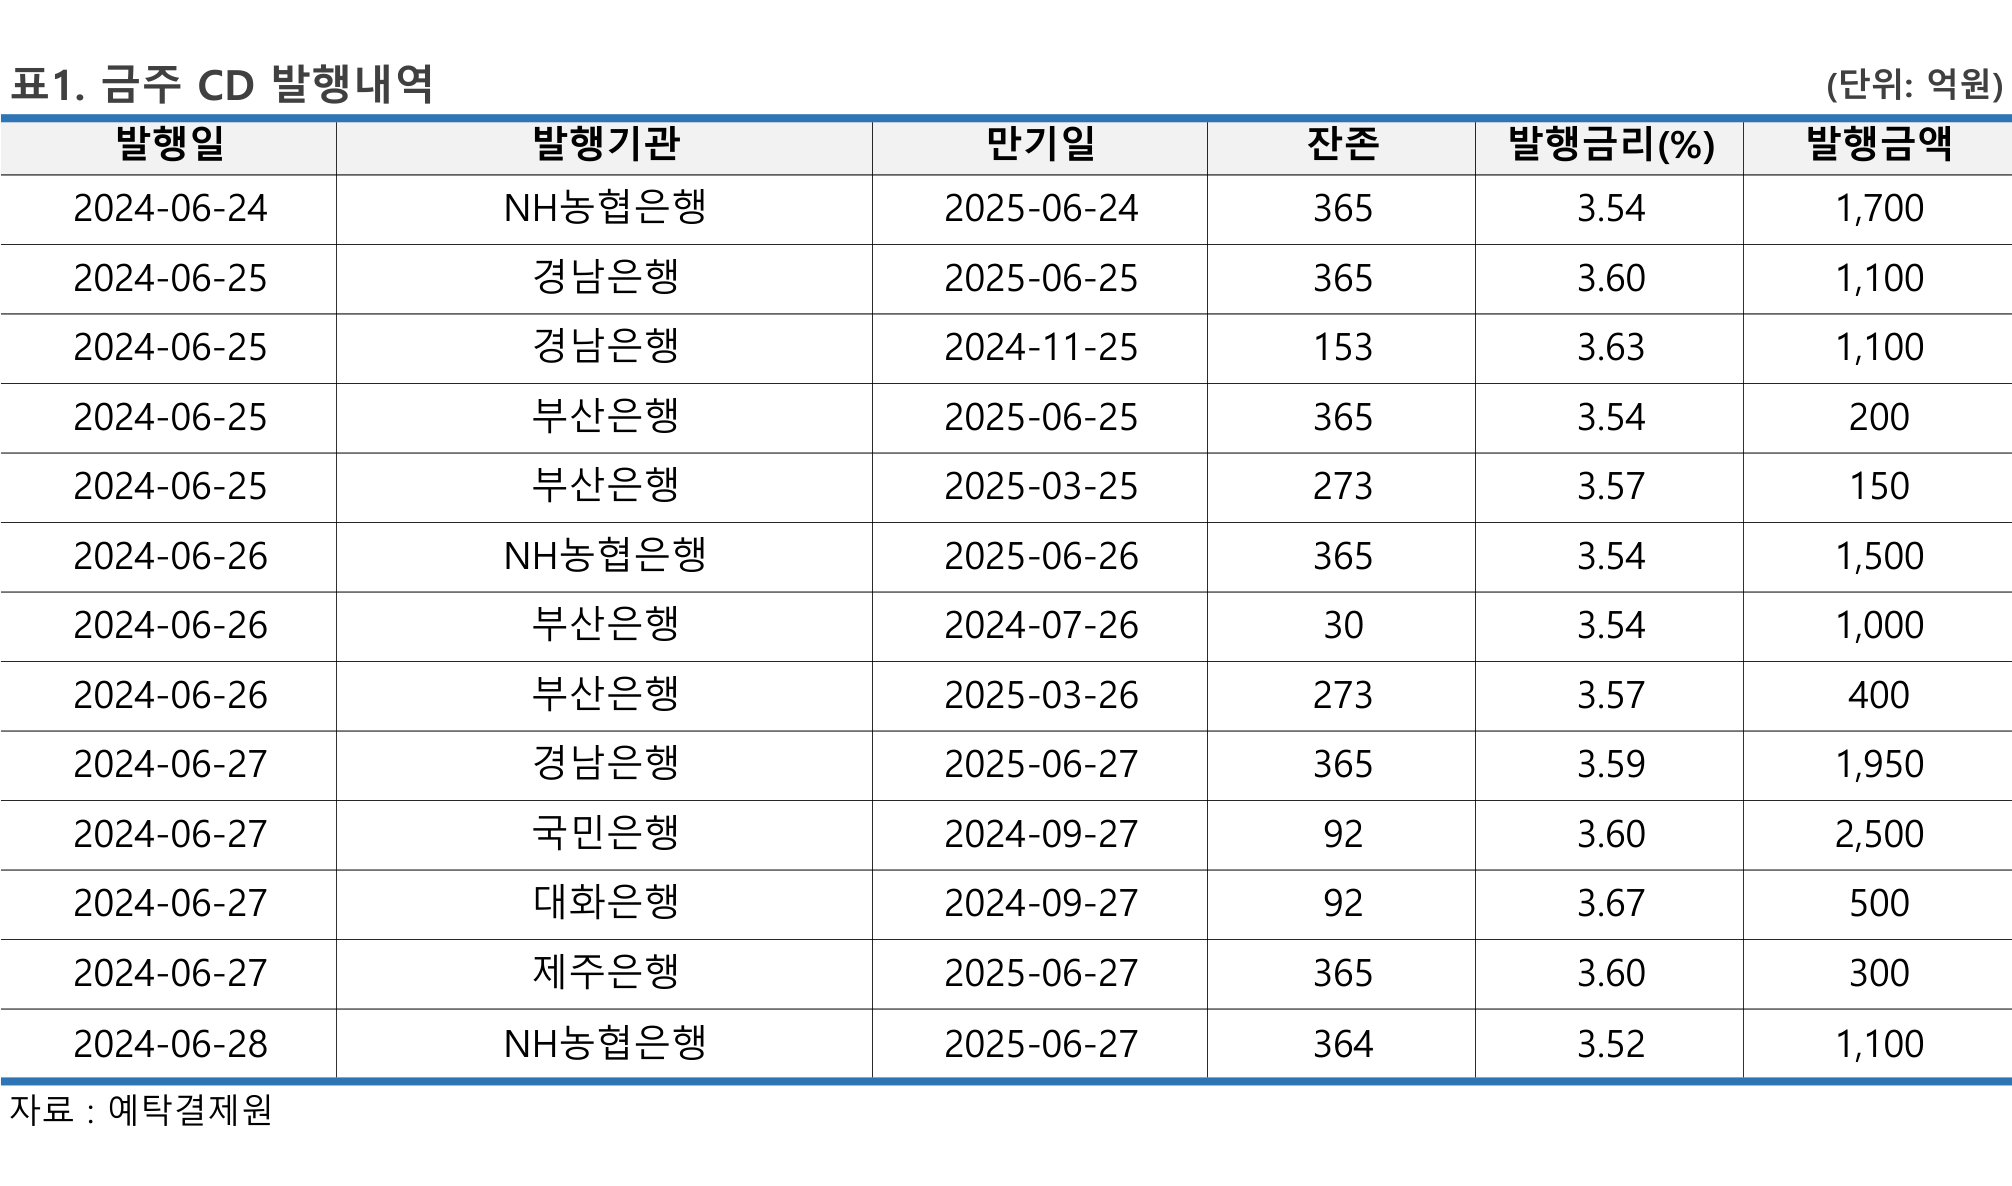 표1. 금주 CD 발행내역 (단위: 억원)
발행일 발행기관 만기일 잔존 발행금리(%) 발행금액
2024-06-24 NH농협은행 2025-06-24 365 3.54 1,700
2024-06-25 경남은행 2025-06-25 365 3.60 1,100
2024-06-25 경남은행 2024-11-25 153 3.63 1,100
2024-06-25 부산은행 2025-06-25 365 3.54 200
2024-06-25 부산은행 2025-03-25 273 3.57 150
2024-06-26 NH농협은행 2025-06-26 365 3.54 1,500
2024-06-26 부산은행 2024-07-26 30 3.54 1,000
2024-06-26 부산은행 2025-03-26 273 3.57 400
2024-06-27 경남은행 2025-06-27 365 3.59 1,950
2024-06-27 국민은행 2024-09-27 92 3.60 2,500
2024-06-27 대화은행 2024-09-27 92 3.67 500
2024-06-27 제주은행 2025-06-27 365 3.60 300
2024-06-28 NH농협은행 2025-06-27 364 3.52 1,100
자료 : 예탁결제원